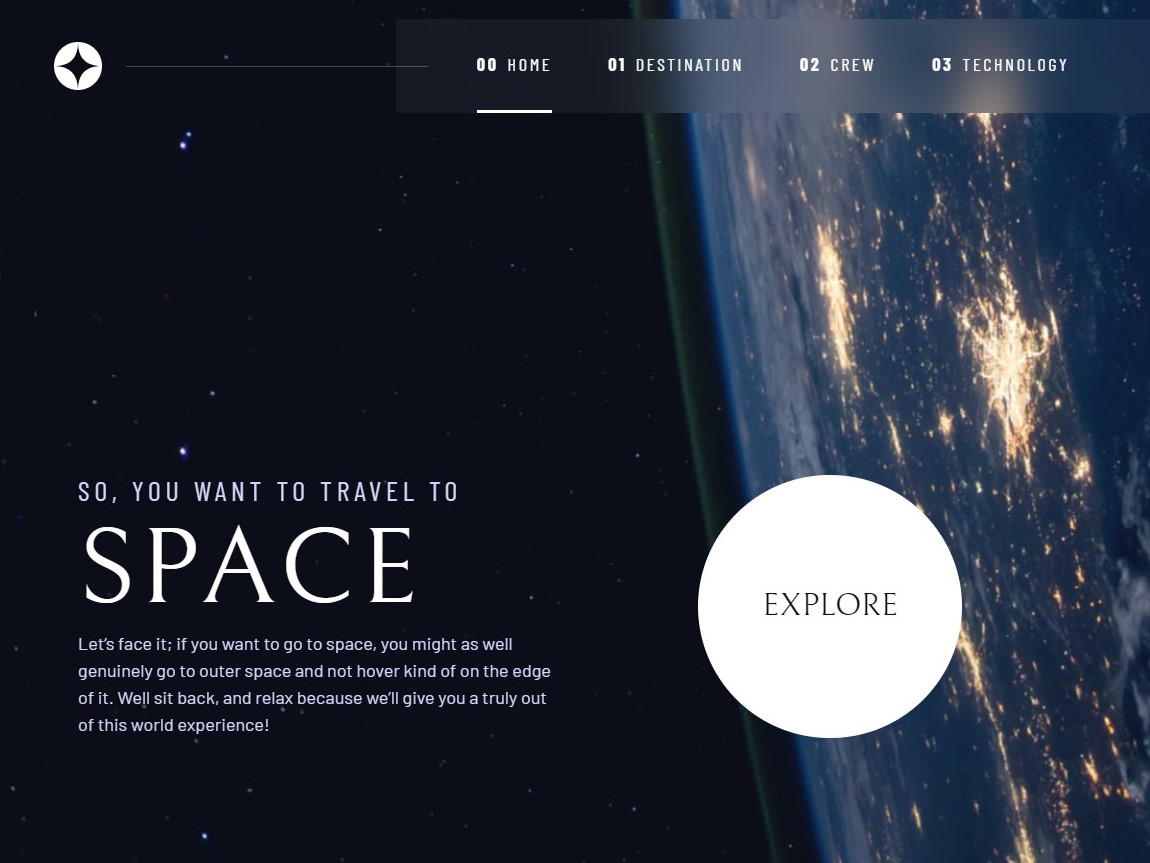 00 HOME 01 DESTINATION 02 CREW 03 TECHNOLOGY
SO, YOU WANT TO TRAVEL TO
SPACE
Let’s face it; if you want to go to space, you might as well
genuinely go to outer space and not hover kind of on the edge
of it. Well sit back, and relax because we’ll give you a truly out
of this world experience!
EXPLORE